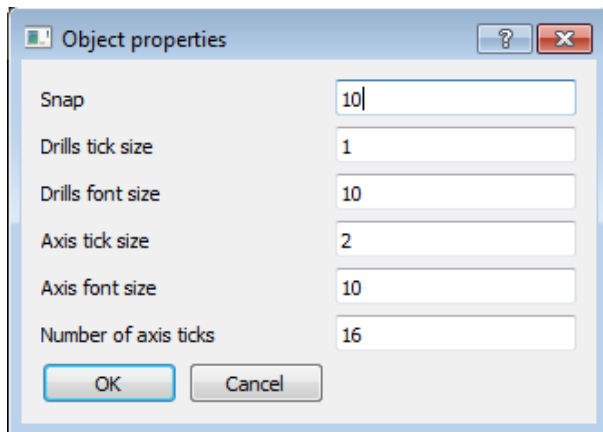 Object properties
Snap 10
Drills tick size 1
Drills font size 10
Axis tick size 2
Axis font size 10
Number of axis ticks 16
OK Cancel